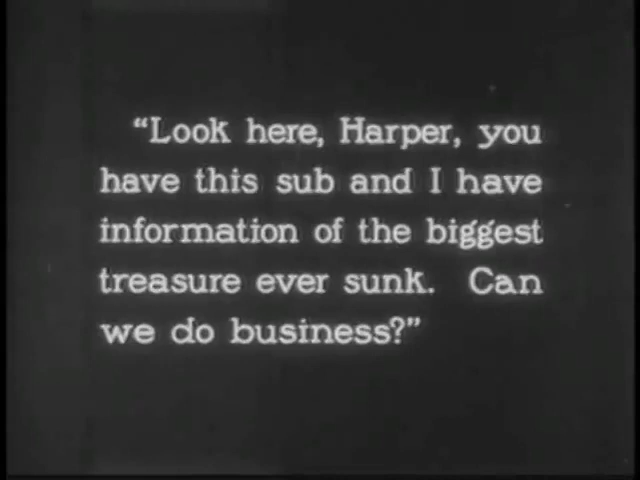 “Look here, Harper, you
have this sub and I have
information of the biggest
treasure ever sunk. Can
we do business?”